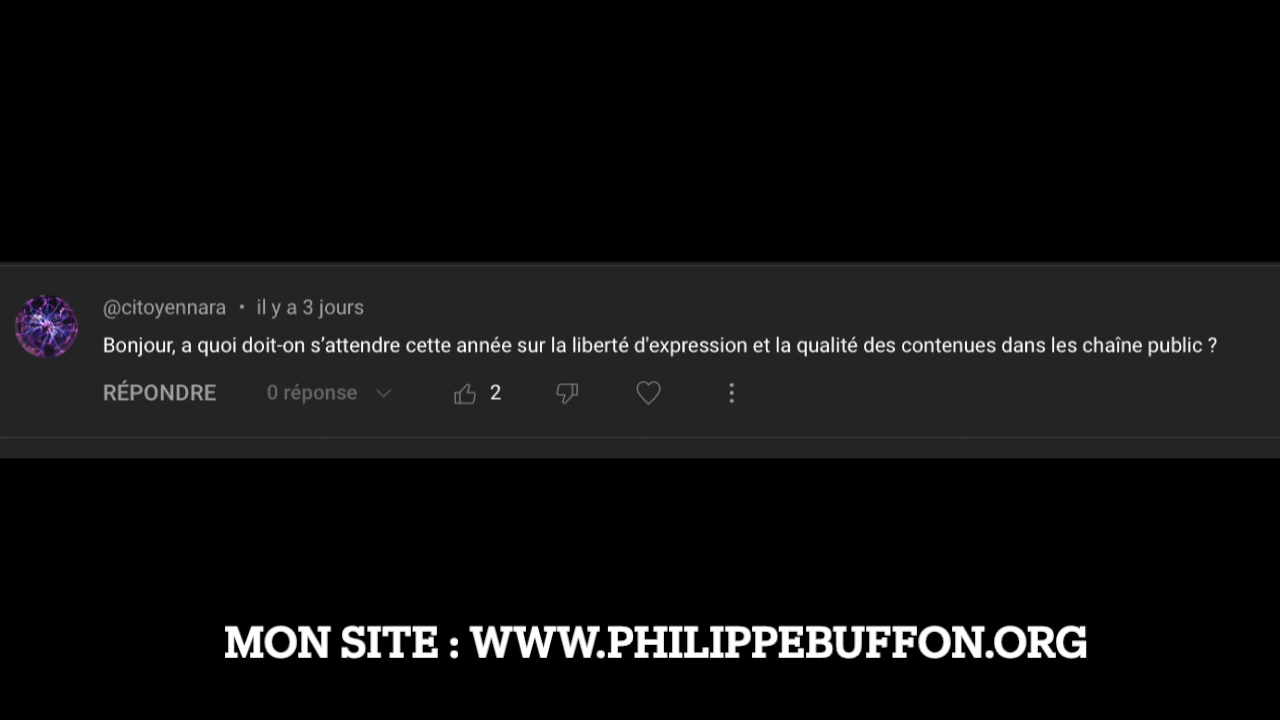 @citoyennara • il y a 3 jours
Bonjour, a quoi doit-on s’attendre cette année sur la liberté d'expression et la qualité des contenues dans les chaîne public ?
RÉPONDRE 0 réponse 2
MON SITE : WWW.PHILIPPEBUFFON.ORG